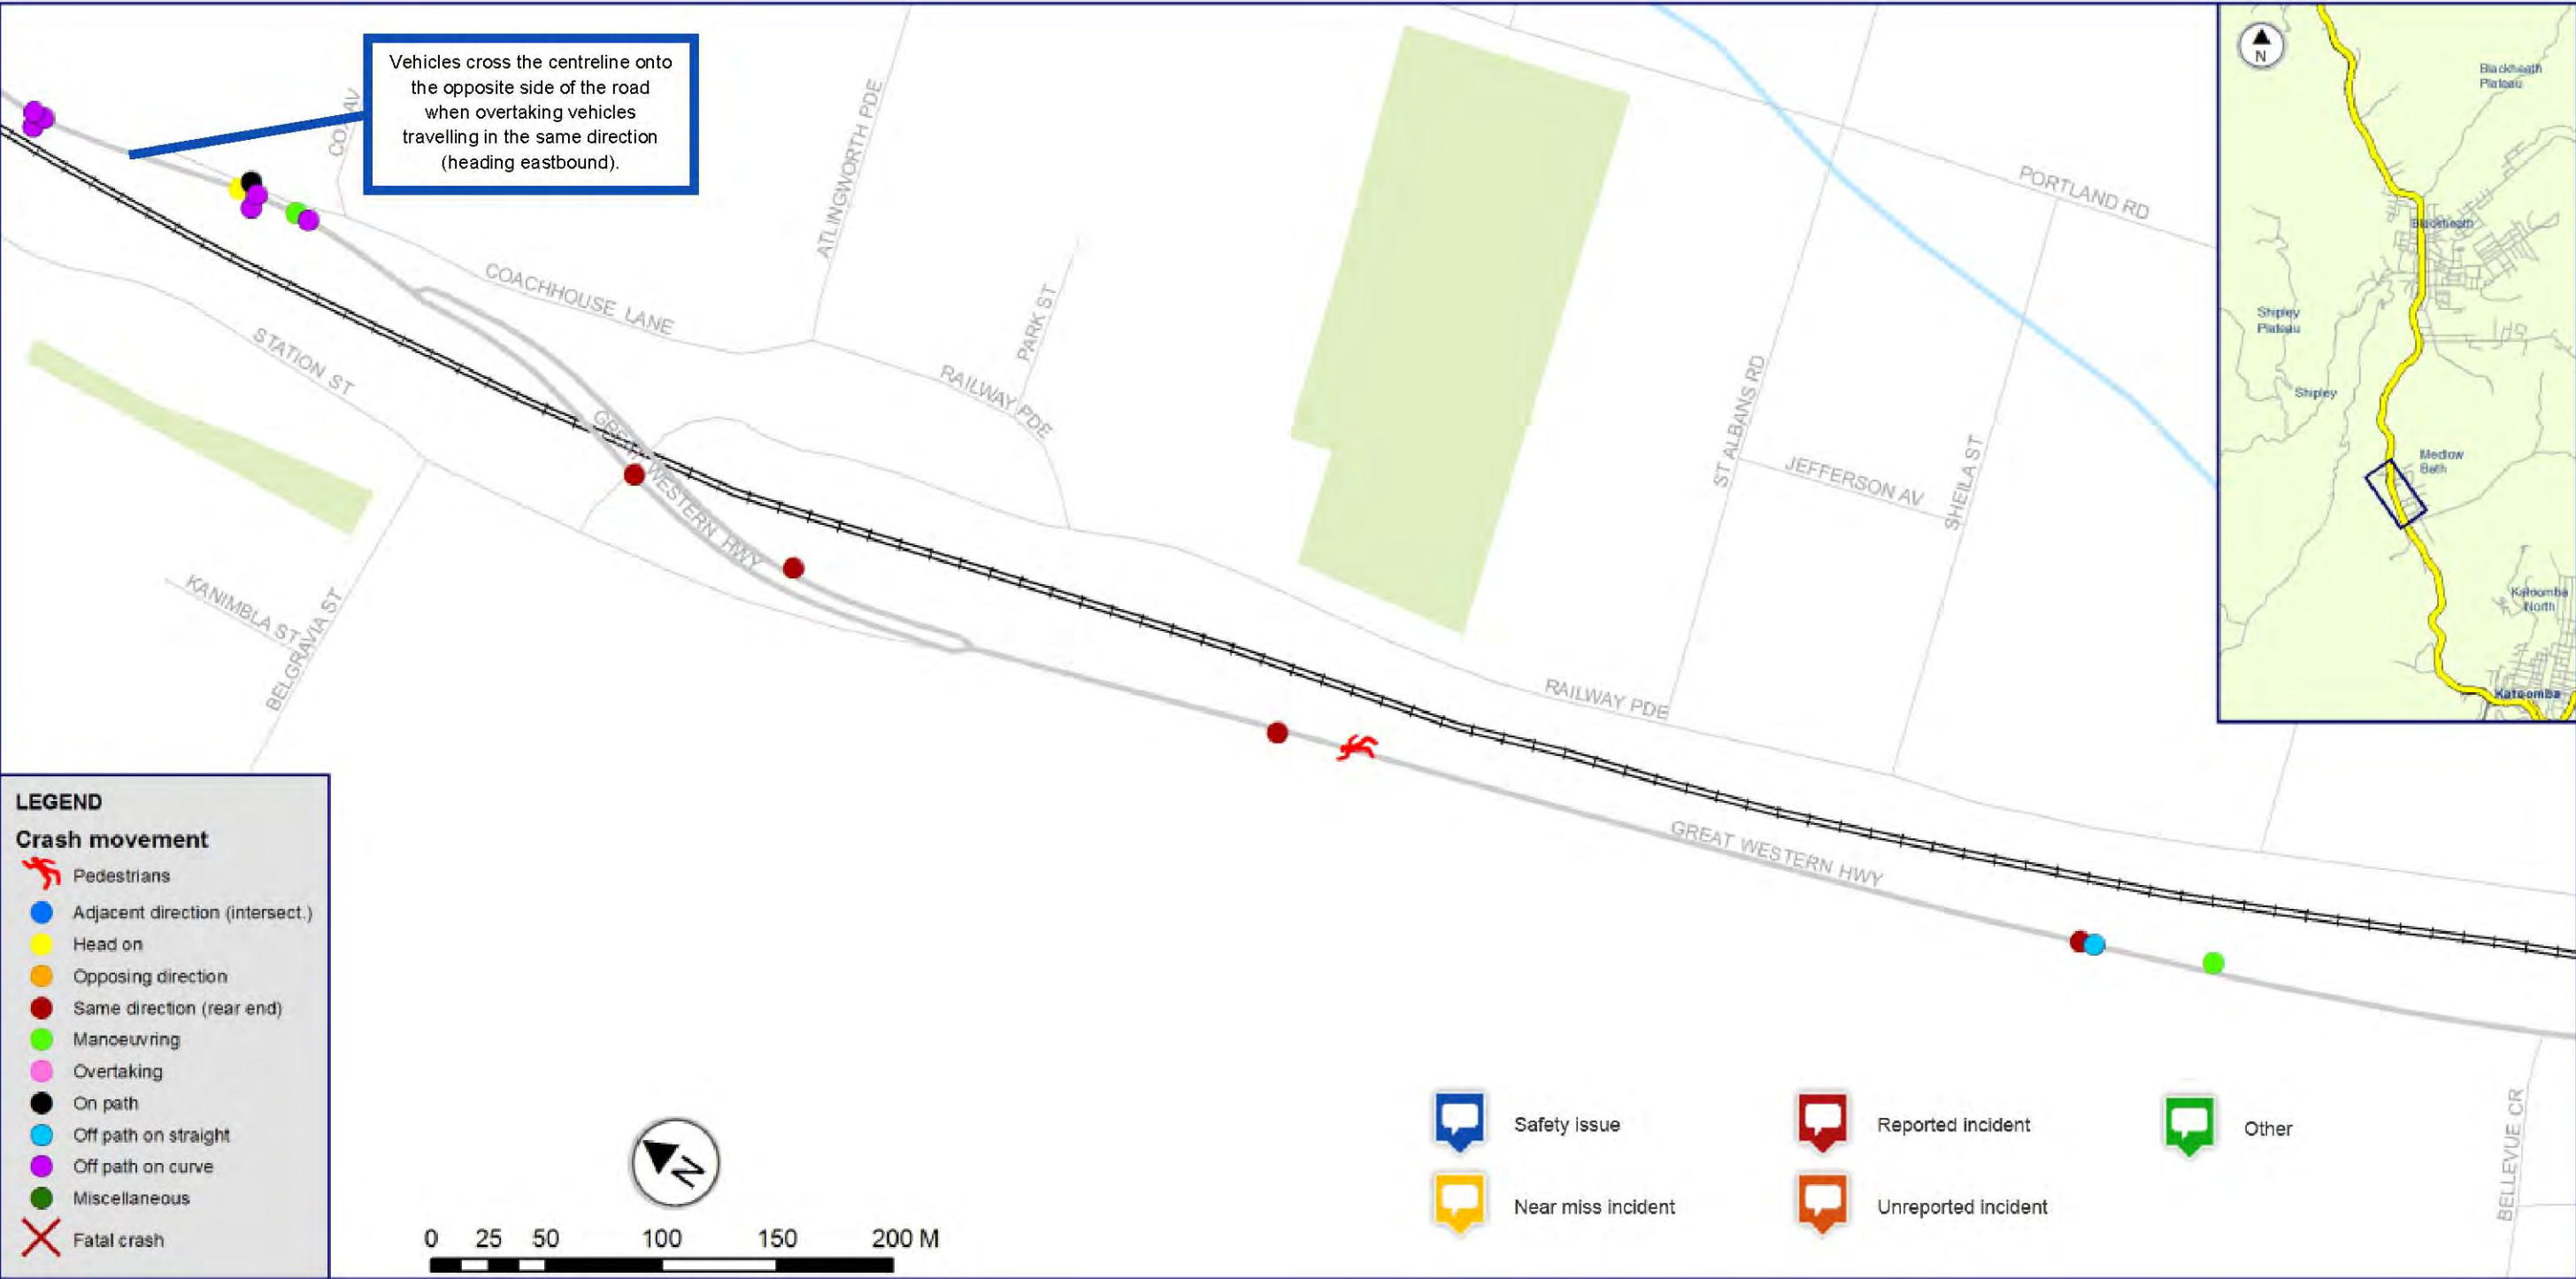 Vehicles cross the centreline onto
the opposite side of the road
when overtaking vehicles
travelling in the same direction
(heading eastbound).
ATLINGWORTH PDE
COACHHOUSE LANE
PARK ST
RAILWAY PDE
STATION ST
GREAT WESTERN HWY
KANIMBLA ST
BELGRAVIA ST
PORTLAND RD
ST ALBANS RD
JEFFERSON AV
SHEILA ST
RAILWAY PDE
GREAT WESTERN HWY
BELLEVUE CR
N
Blackheath
Plateau
Blackheath
Shipley
Plateau
Shipley
Medlow
Bath
Katoomba
North
Katoomba
LEGEND
Crash movement
Pedestrians
Adjacent direction (intersect.)
Head on
Opposing direction
Same direction (rear end)
Manoeuvring
Overtaking
On path
Off path on straight
Off path on curve
Miscellaneous
Fatal crash
N
0 25 50 100 150 200 M
Safety issue
Reported incident
Other
Near miss incident
Unreported incident